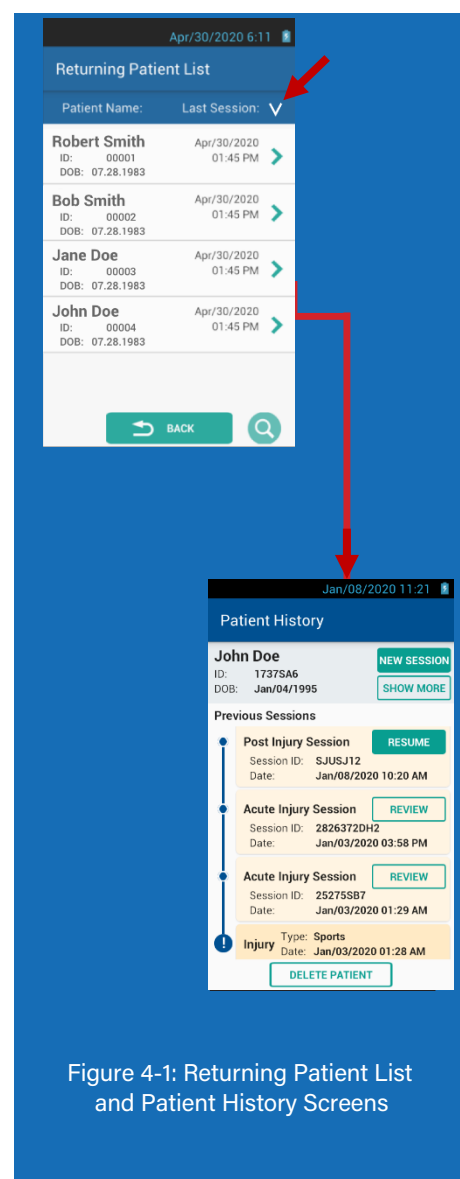 Apr/30/2020 6:11
Returning Patient List
Patient Name: Last Session:
Robert Smith Apr/30/2020
ID: 00001 01:45 PM
DOB: 07.28.1983
Bob Smith Apr/30/2020
ID: 00002 01:45 PM
DOB: 07.28.1983
Jane Doe Apr/30/2020
ID: 00003 01:45 PM
DOB: 07.28.1983
John Doe Apr/30/2020
ID: 00004 01:45 PM
DOB: 07.28.1983
BACK
Jan/08/2020 11:21
Patient History
John Doe NEW SESSION
ID: 1737SA6
DOB: Jan/04/1995 SHOW MORE
Previous Sessions
Post Injury Session RESUME
Session ID: SJUSJ12
Date: Jan/08/2020 10:20 AM
Acute Injury Session REVIEW
Session ID: 2826372DH2
Date: Jan/03/2020 03:58 PM
Acute Injury Session REVIEW
Session ID: 25275SB7
Date: Jan/03/2020 01:29 AM
Injury Type: Sports
Date: Jan/03/2020 01:28 AM
DELETE PATIENT
Figure 4-1: Returning Patient List
and Patient History Screens